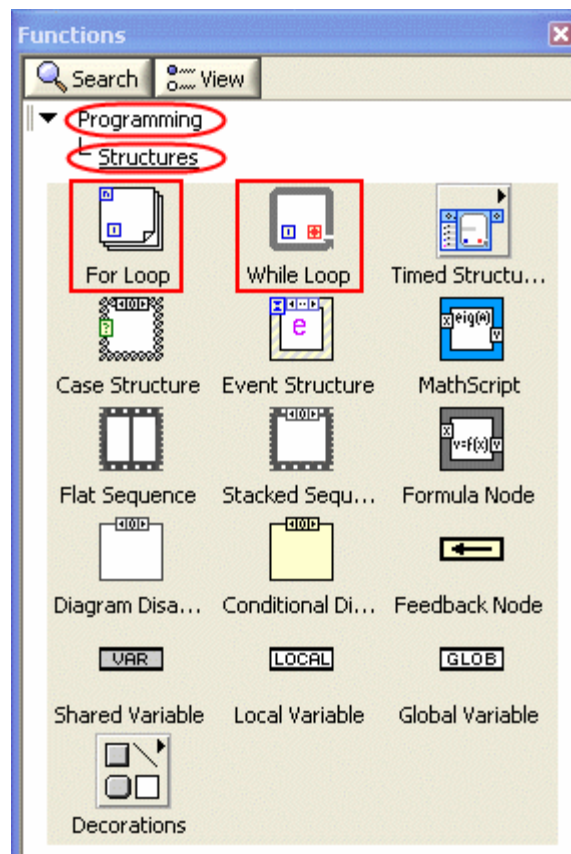 Functions
Search View
Programming
Structures
For Loop While Loop Timed Structu...
Case Structure Event Structure MathScript
Flat Sequence Stacked Sequ... Formula Node
Diagram Disa... Conditional Di... Feedback Node
VAR LOCAL GLOB
Shared Variable Local Variable Global Variable
Decorations